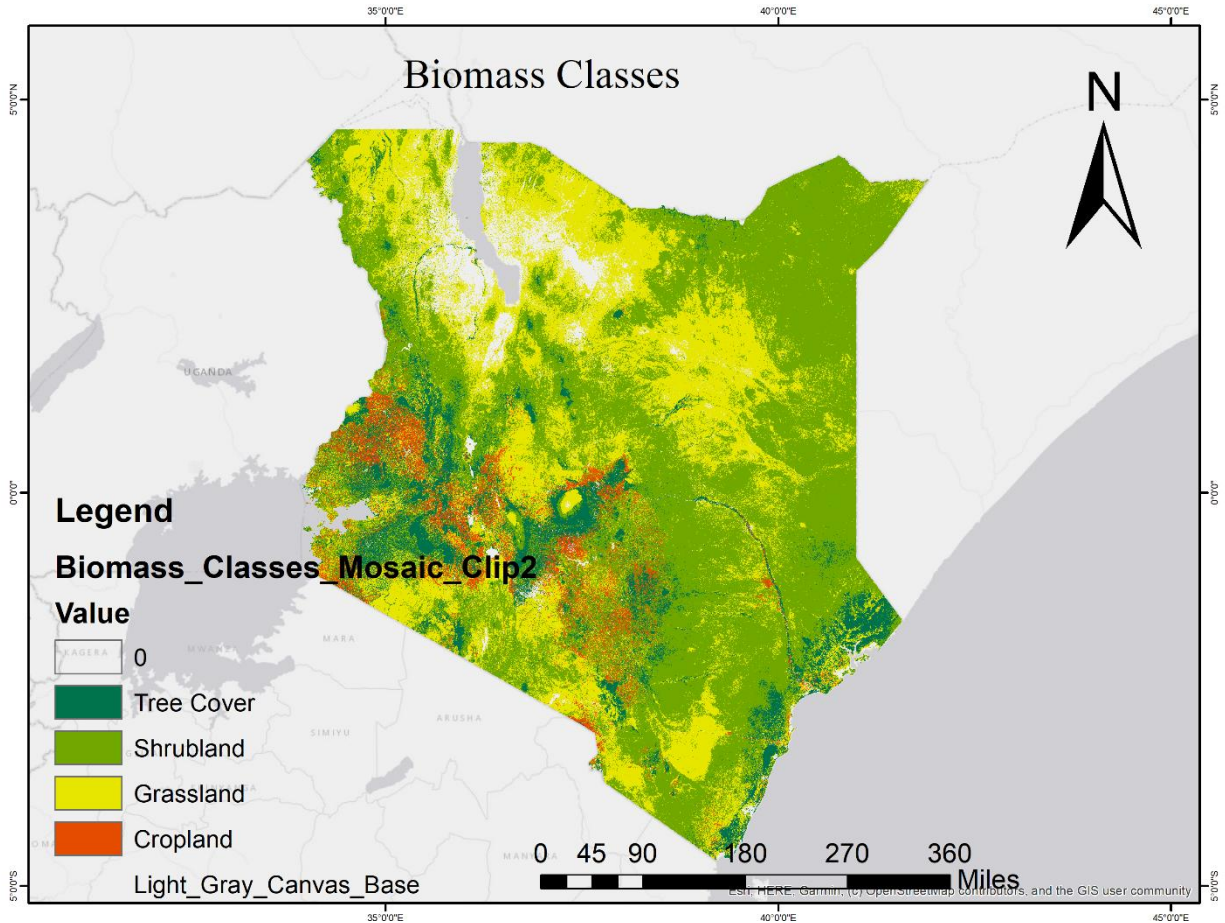 35°0'0"E 40°0'0"E 45°0'0"E
Biomass Classes
N
5°0'0"N 5°0'0"N
UGANDA
0°0'0" 0°0'0"
Legend
Biomass_Classes_Mosaic_Clip2
Value
0
Tree Cover
Shrubland
Grassland
Cropland
Light_Gray_Canvas_Base
MARA
KAGERA
MWANZA
SIMIYU
ARUSHA
0 45 90 180 270 360
Miles
Esri, HERE, Garmin, (c) OpenStreetMap contributors, and the GIS user community
5°0'0"S 5°0'0"S
35°0'0"E 40°0'0"E 45°0'0"E